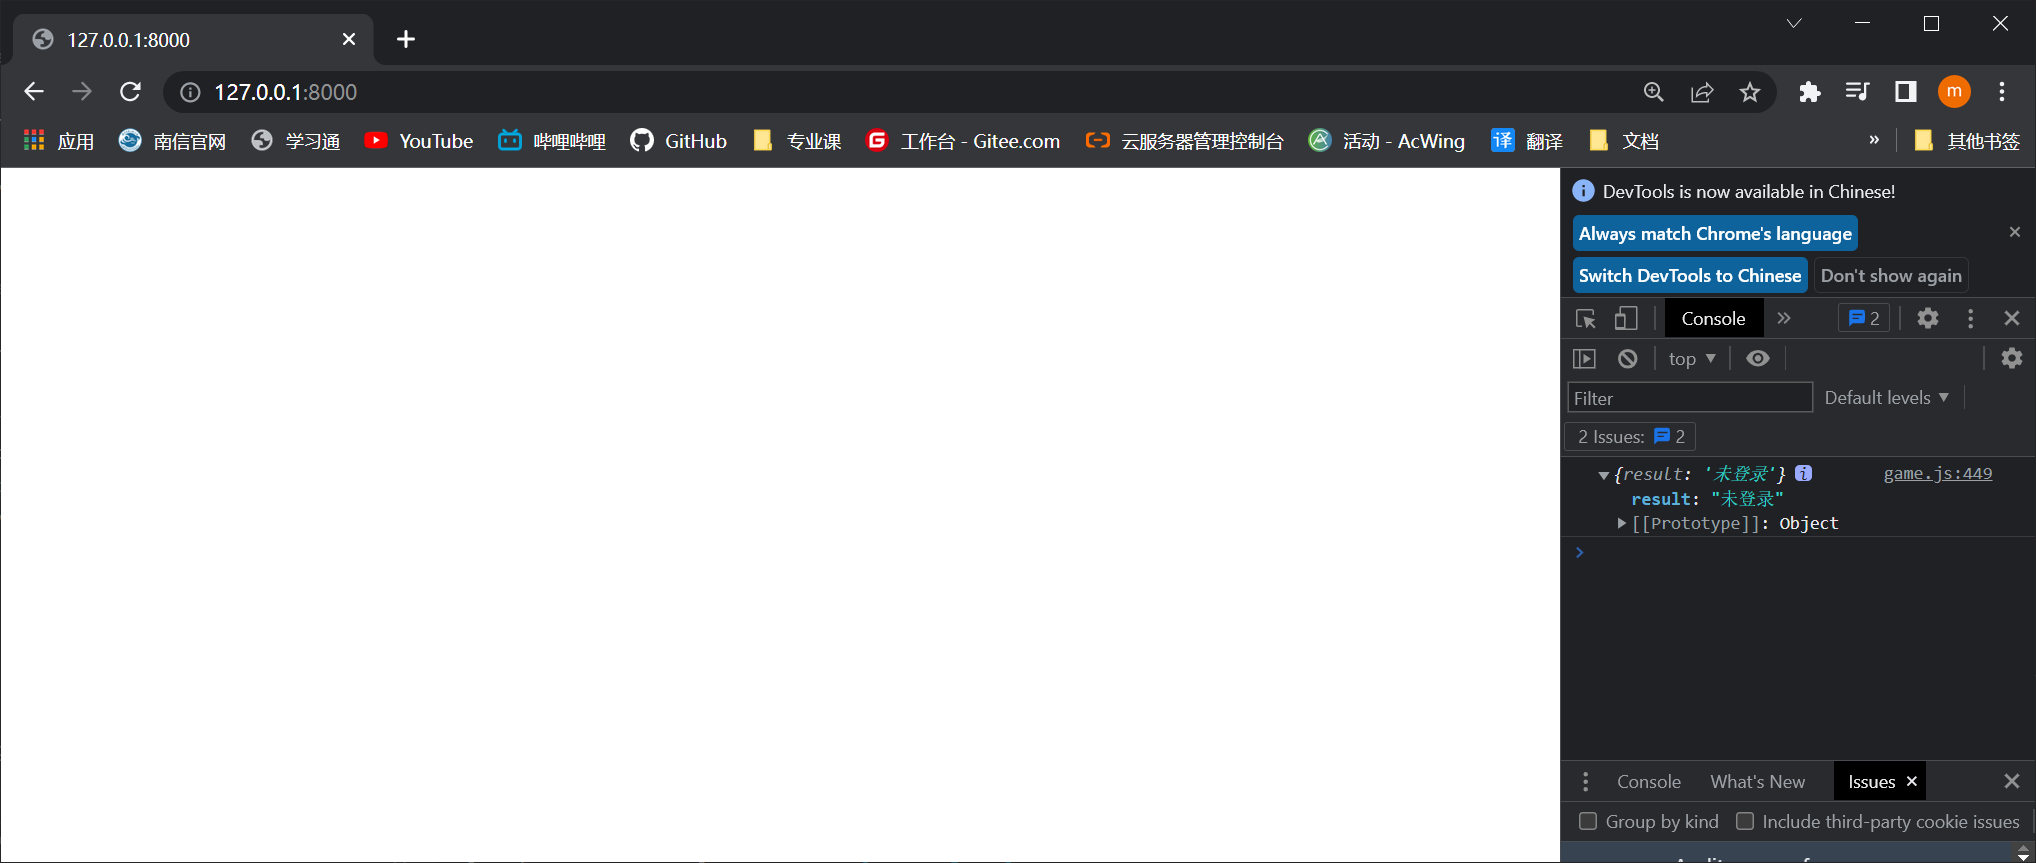 127.0.0.1:8000
127.0.0.1:8000
m
应用 南信官网 学习通 YouTube 哔哩哔哩 GitHub 专业课 工作台 - Gitee.com 云服务器管理控制台 活动 - AcWing 译 翻译 文档 » 其他书签
DevTools is now available in Chinese!
Always match Chrome's language
Switch DevTools to Chinese Don't show again
Console » 2
top
Filter Default levels
2 Issues: 2
{result: '未登录'} game.js:449
result: "未登录"
[[Prototype]]: Object
Console What's New Issues
Group by kind Include third-party cookie issues